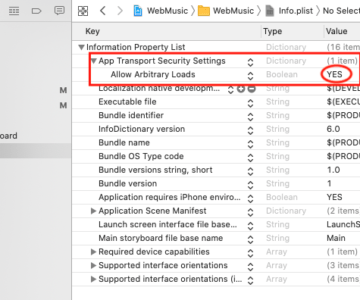 WebMusic > WebMusic > Info.plist > No Selec
Key Type Value
Information Property List Dictionary (16 item
App Transport Security Settings Dictionary (1 item)
Allow Arbitrary Loads Boolean YES
Localization native developm... String $(DEVEL
M
Executable file String $(EXECU
Bundle identifier String $(PRODU
M
InfoDictionary version String 6.0
Bundle name String $(PRODU
oard
Bundle OS Type code String $(PRODU
Bundle versions string, short String 1.0
Bundle version String 1
Application requires iPhone enviro... Boolean YES
Application Scene Manifest Dictionary (2 items
Launch screen interface file base... String LaunchS
Main storyboard file base name String Main
Required device capabilities Array (1 item)
Supported interface orientations Array (3 items
Supported interface orientations (i... Array (4 items